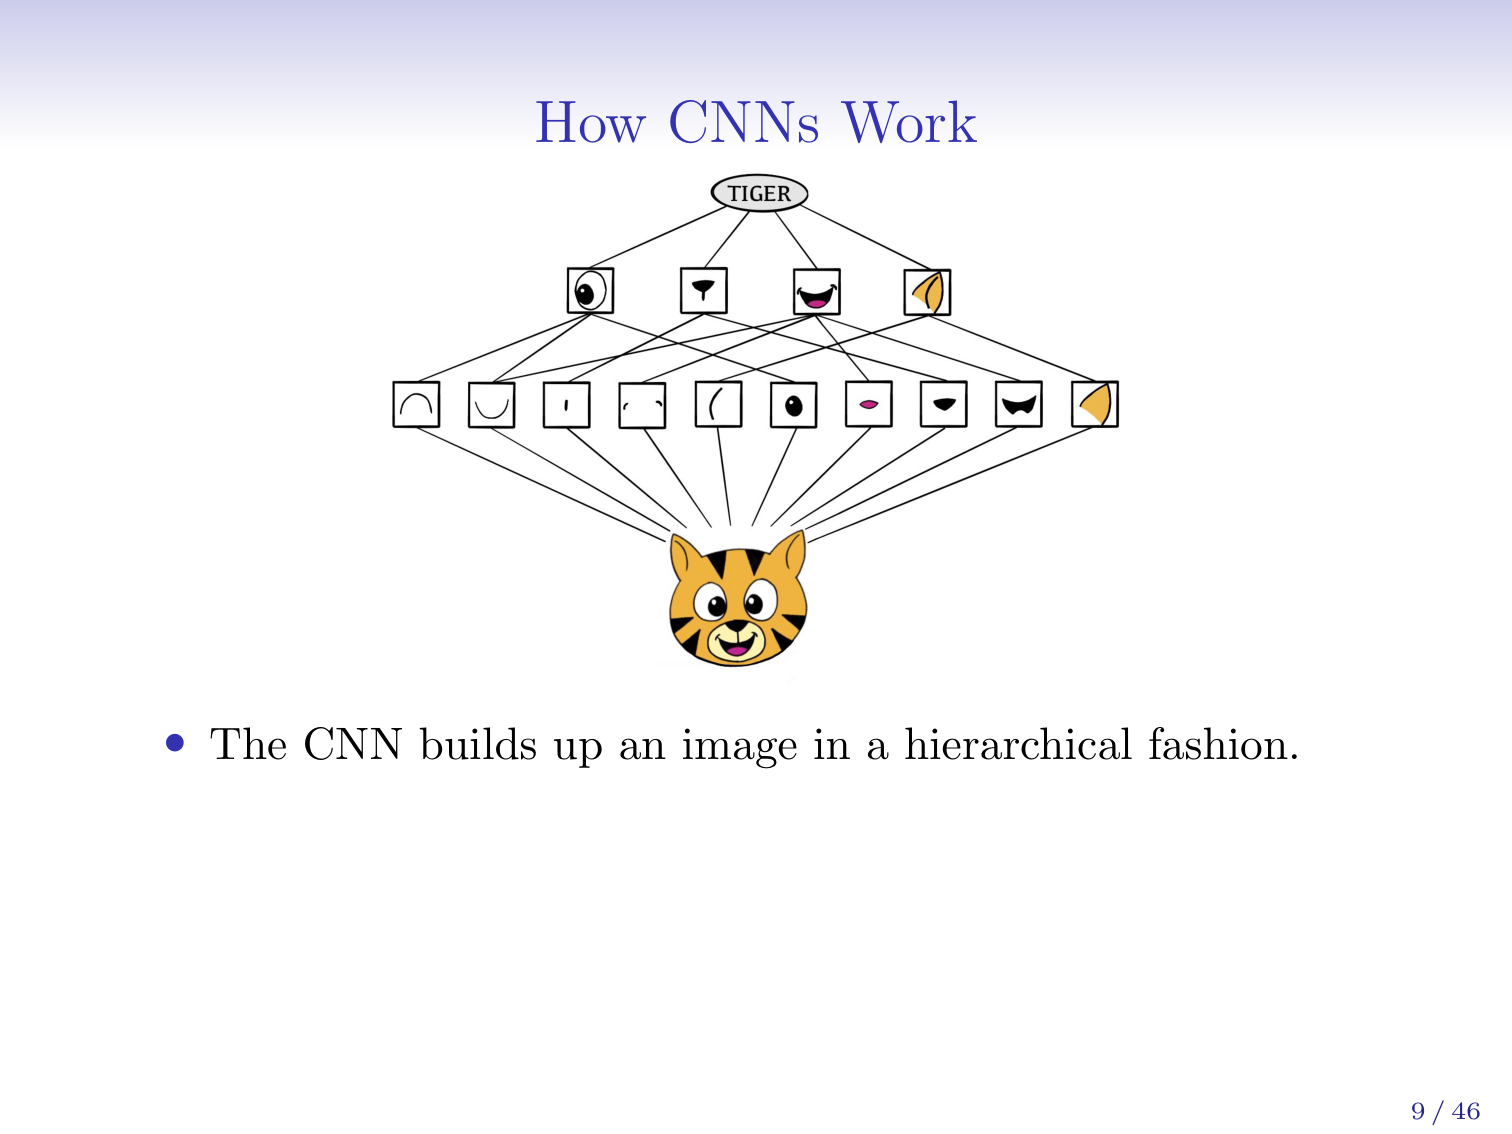 How CNNs Work
TIGER
• The CNN builds up an image in a hierarchical fashion.
9 / 46